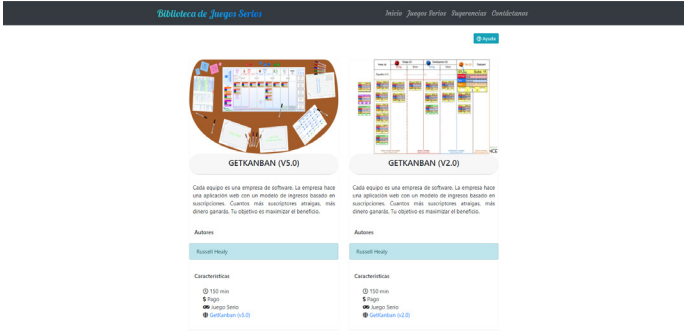 Biblioteca de Juegos Serios
Inicio Juegos Serios Sugerencias Contáctanos
Ayuda
GETKANBAN (V5.0)
Cada equipo es una empresa de software. La empresa hace
una aplicación web con un modelo de ingresos basado en
suscripciones. Cuantos más suscriptores atraigas, más
dinero ganarás. Tu objetivo es maximizar el beneficio.
Autores
Russell Healy
Características
150 min
Pago
Juego Serio
GetKanban (v5.0)
GETKANBAN (V2.0)
Cada equipo es una empresa de software. La empresa hace
una aplicación web con un modelo de ingresos basado en
suscripciones. Cuantos más suscriptores atraigas, más
dinero ganarás. Tu objetivo es maximizar el beneficio.
Autores
Russell Healy
Características
150 min
Pago
Juego Serio
GetKanban (v2.0)